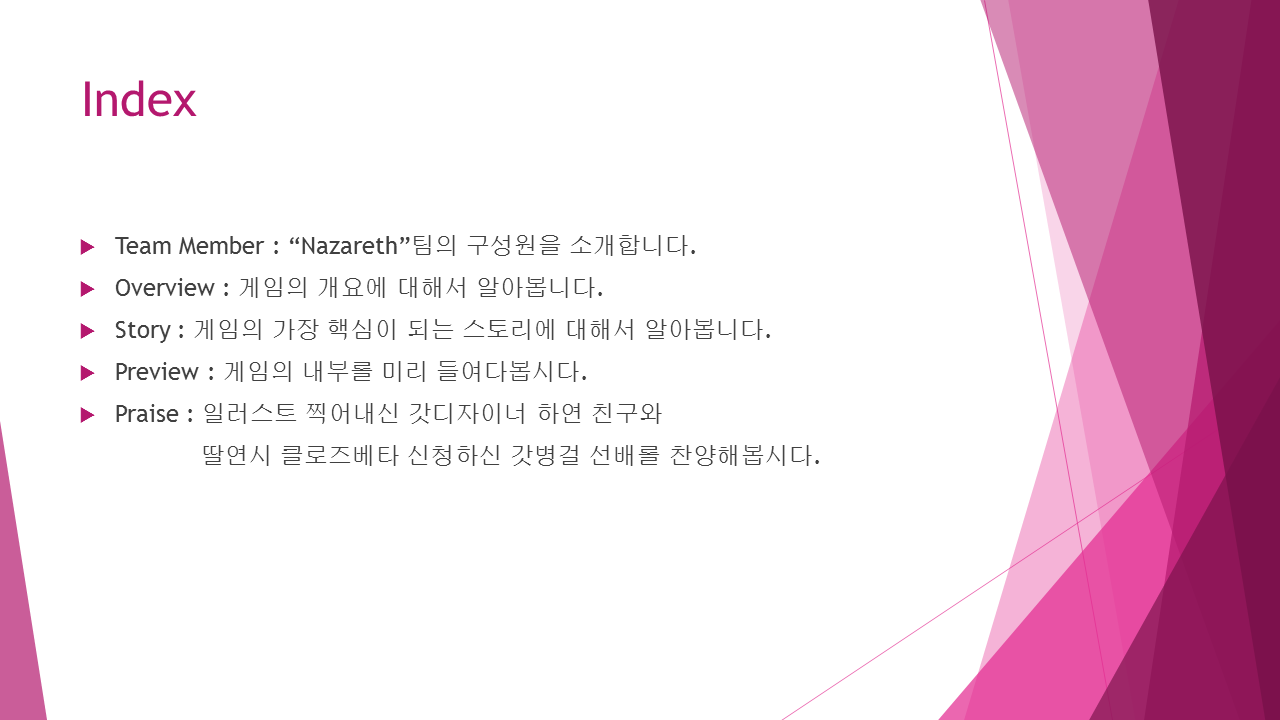 Index
Team Member : “Nazareth”팀의 구성원을 소개합니다.
Overview : 게임의 개요에 대해서 알아봅니다.
Story : 게임의 가장 핵심이 되는 스토리에 대해서 알아봅니다.
Preview : 게임의 내부를 미리 들여다봅시다.
Praise : 일러스트 찍어내신 갓디자이너 하연 친구와
딸연시 클로즈베타 신청하신 갓병걸 선배를 찬양해봅시다.